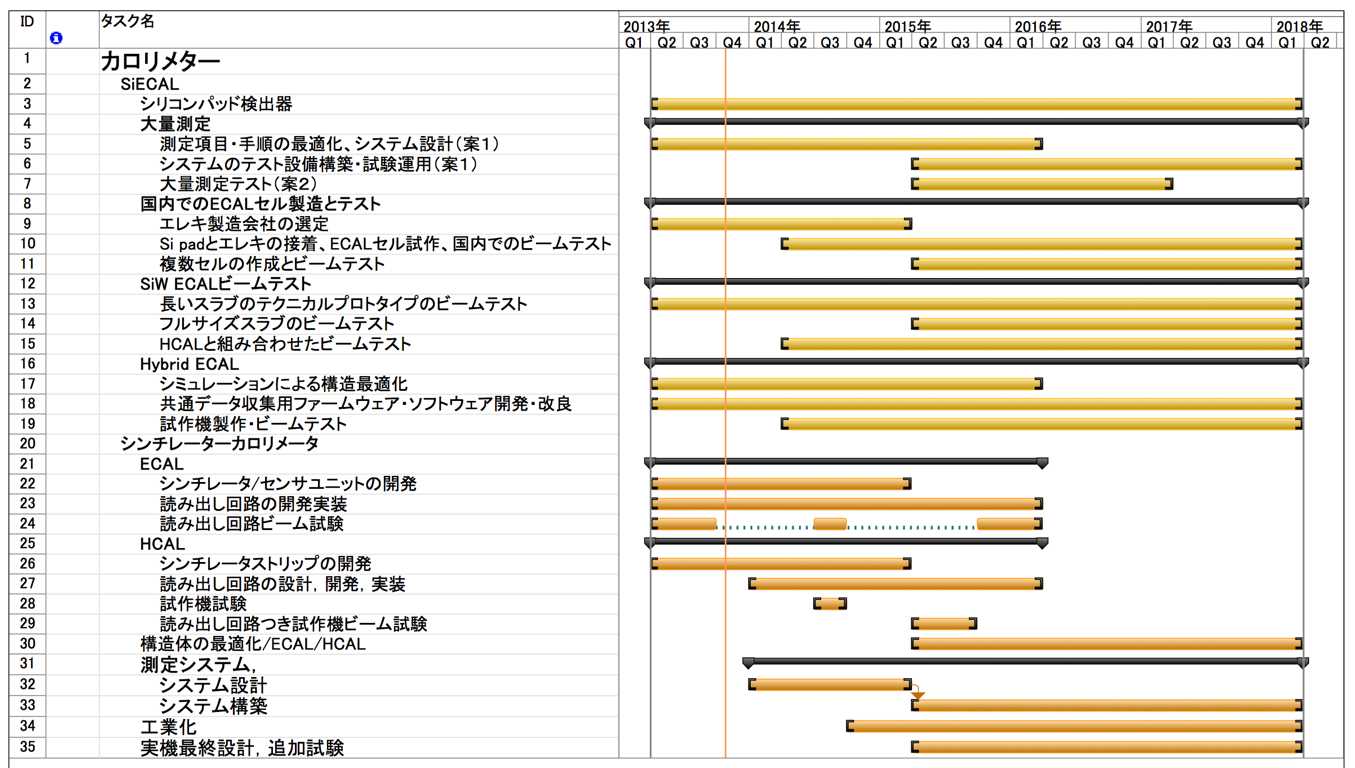 ID タスク名 2013年 2014年 2015年 2016年 2017年 2018年
Q1 Q2 Q3 Q4 Q1 Q2 Q3 Q4 Q1 Q2 Q3 Q4 Q1 Q2 Q3 Q4 Q1 Q2 Q3 Q4 Q1 Q2
1 カロリメター
2 SiECAL
3 シリコンパッド検出器
4 大量測定
5 測定項目・手順の最適化、システム設計（案１）
6 システムのテスト設備構築・試験運用（案１）
7 大量測定テスト（案２）
8 国内でのECALセル製造とテスト
9 エレキ製造会社の選定
10 Si padとエレキの接着、ECALセル試作、国内でのビームテスト
11 複数セルの作成とビームテスト
12 SiW ECALビームテスト
13 長いスラブのテクニカルプロトタイプのビームテスト
14 フルサイズスラブのビームテスト
15 HCALと組み合わせたビームテスト
16 Hybrid ECAL
17 シミュレーションによる構造最適化
18 共通データ収集用ファームウェア・ソフトウェア開発・改良
19 試作機製作・ビームテスト
20 シンチレーターカロリメータ
21 ECAL
22 シンチレータ/センサユニットの開発
23 読み出し回路の開発実装
24 読み出し回路ビーム試験
25 HCAL
26 シンチレータストリップの開発
27 読み出し回路の設計，開発，実装
28 試作機試験
29 読み出し回路つき試作機ビーム試験
30 構造体の最適化/ECAL/HCAL
31 測定システム，
32 システム設計
33 システム構築
34 工業化
35 実機最終設計，追加試験